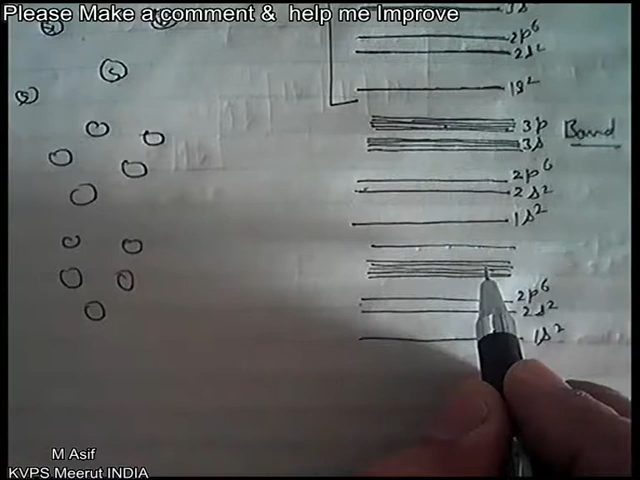 Please Make a comment & help me Improve
3s
2p⁶
2s²
1s²
3p Band
3s
2p⁶
2s²
1s²
2p⁶
2s²
1s²
M Asif
KVPS Meerut INDIA